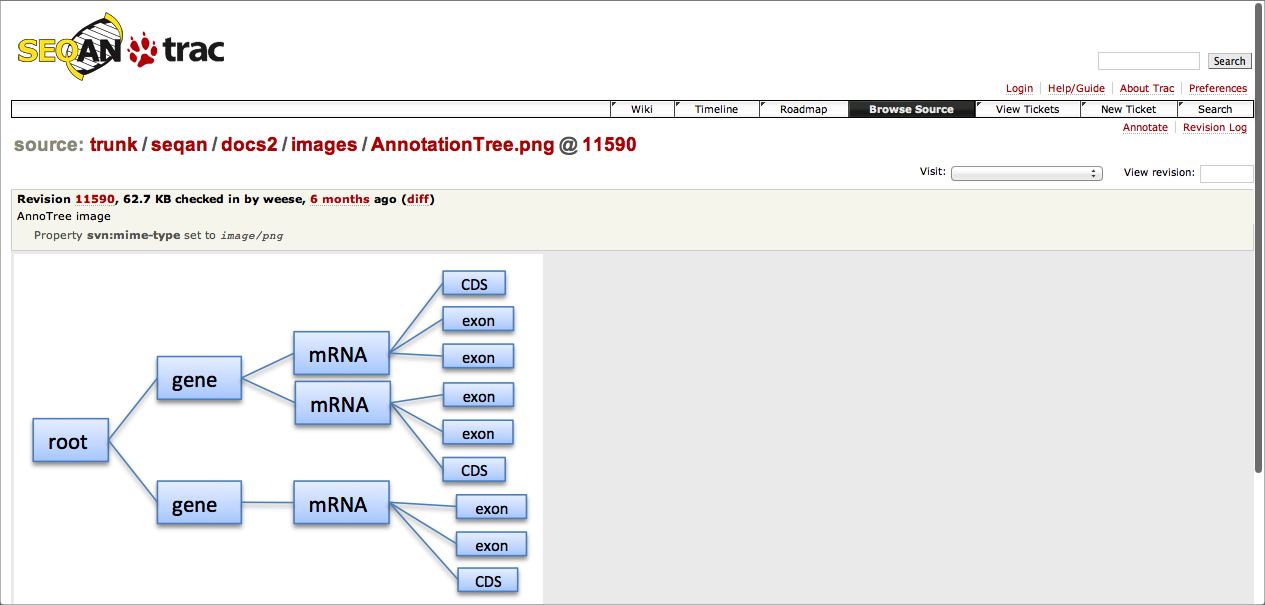 SEQAN trac
Search
Login Help/Guide About Trac Preferences
Wiki Timeline Roadmap Browse Source View Tickets New Ticket Search
Annotate Revision Log
source: trunk / seqan / docs2 / images / AnnotationTree.png @ 11590
Visit: View revision:
Revision 11590, 62.7 KB checked in by weese, 6 months ago (diff)
AnnoTree image
Property svn:mime-type set to image/png
CDS
exon
mRNA
exon
gene
exon
mRNA
exon
root
CDS
gene
mRNA
exon
exon
CDS